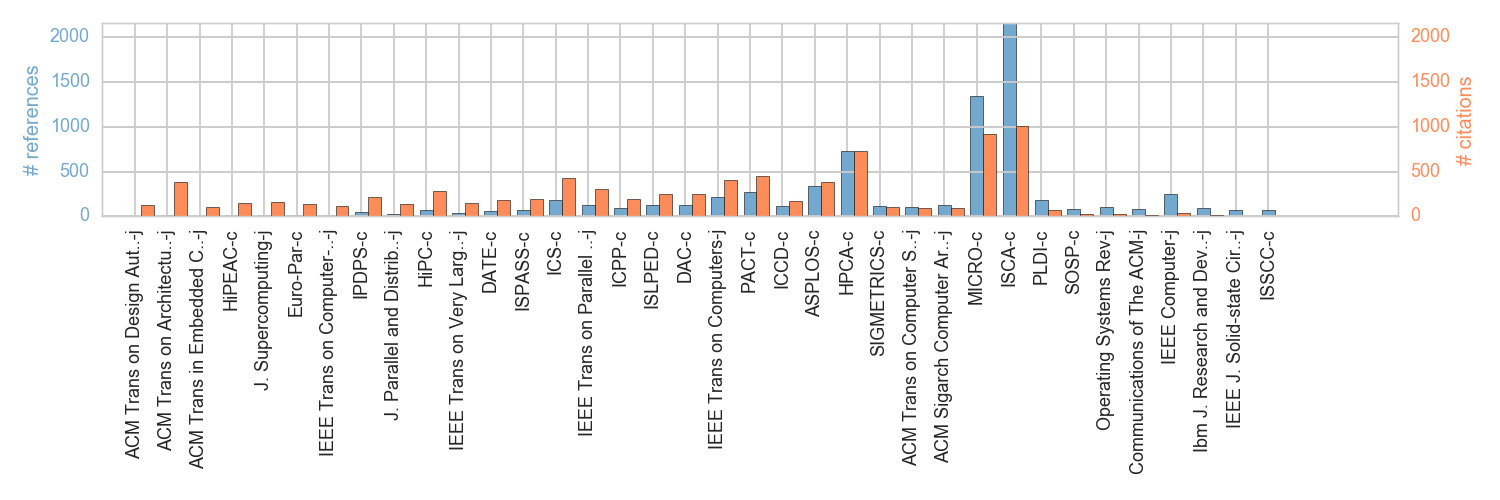 # references
2000
1500
1000
500
0
2000
1500
1000
500
0
# citations
ACM Trans on Design Aut..-j
ACM Trans on Architectu..-j
ACM Trans in Embedded C..-j
HiPEAC-c
J. Supercomputing-j
Euro-Par-c
IEEE Trans on Computer-..-j
IPDPS-c
J. Parallel and Distrib..-j
HiPC-c
IEEE Trans on Very Larg..-j
DATE-c
ISPASS-c
ICS-c
IEEE Trans on Parallel ..-j
ICPP-c
ISLPED-c
DAC-c
IEEE Trans on Computers-j
PACT-c
ICCD-c
ASPLOS-c
HPCA-c
SIGMETRICS-c
ACM Trans on Computer S..-j
ACM Sigarch Computer Ar..-j
MICRO-c
ISCA-c
PLDI-c
SOSP-c
Operating Systems Rev-j
Communications of The ACM-j
IEEE Computer-j
Ibm J. Research and Dev..-j
IEEE J. Solid-state Cir..-j
ISSCC-c